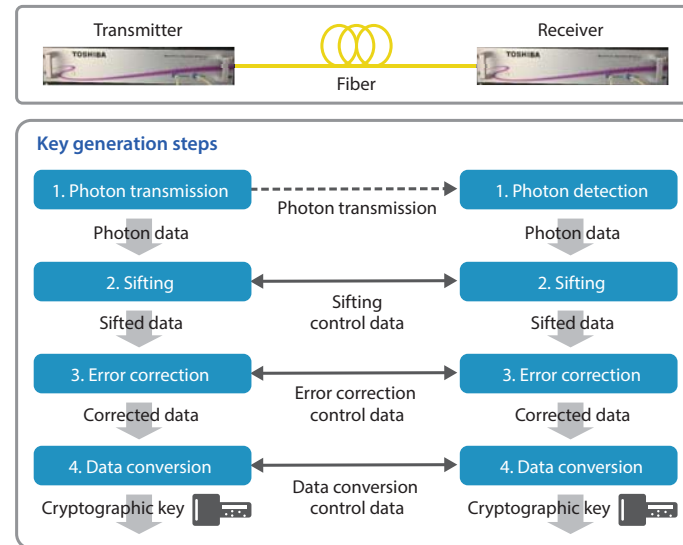 Transmitter
Receiver
TOSHIBA
TOSHIBA
Fiber
Key generation steps
1. Photon transmission
1. Photon detection
Photon transmission
Photon data
Photon data
2. Sifting
2. Sifting
Sifting
control data
Sifted data
Sifted data
3. Error correction
3. Error correction
Error correction
control data
Corrected data
Corrected data
4. Data conversion
4. Data conversion
Data conversion
control data
Cryptographic key
Cryptographic key